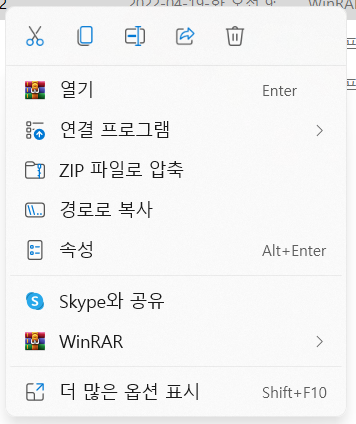 2022-04-19-화 오전 9:
WinRAR
열기 Enter
연결 프로그램
ZIP 파일로 압축
경로로 복사
속성 Alt+Enter
Skype와 공유
WinRAR
더 많은 옵션 표시 Shift+F10